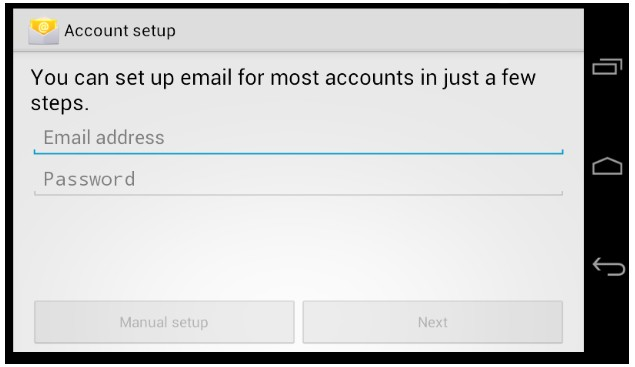 Account setup
You can set up email for most accounts in just a few
steps.
Email address
Password
Manual setup
Next